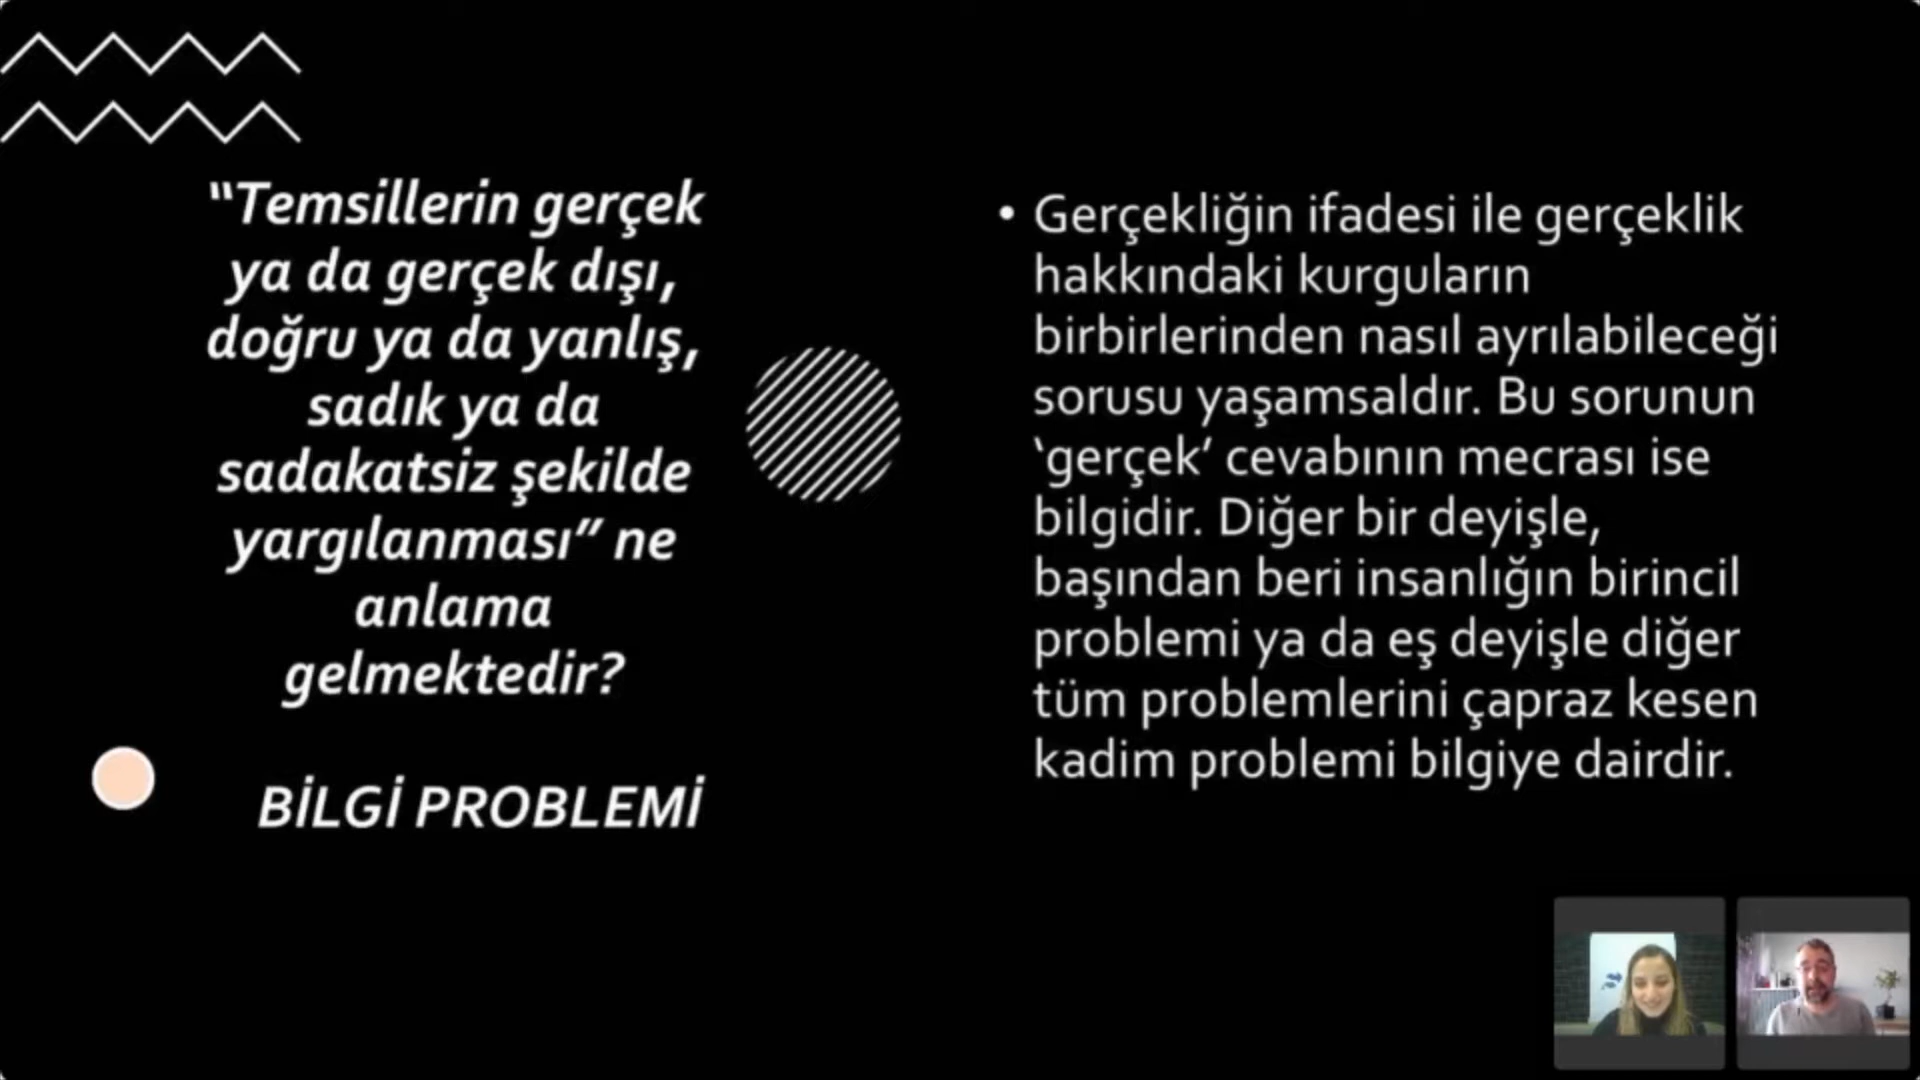 “Temsillerin gerçek
ya da gerçek dışı,
doğru ya da yanlış,
sadık ya da
sadakatsiz şekilde
yargılanması” ne
anlama
gelmektedir?
BİLGİ PROBLEMİ
• Gerçekliğin ifadesi ile gerçeklik
hakkındaki kurguların
birbirlerinden nasıl ayrılabileceği
sorusu yaşamsaldır. Bu sorunun
‘gerçek’ cevabının mecrası ise
bilgidir. Diğer bir deyişle,
başından beri insanlığın birincil
problemi ya da eş deyişle diğer
tüm problemlerini çapraz kesen
kadim problemi bilgiye dairdir.